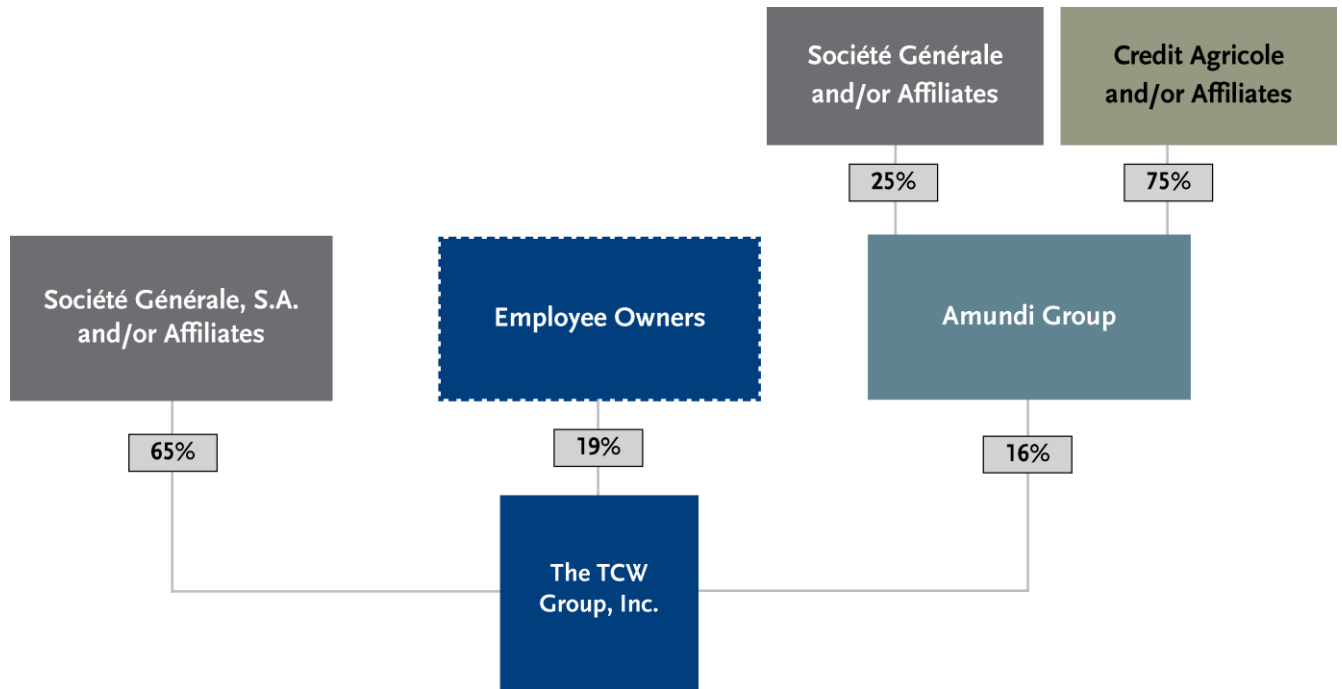 Société Générale
and/or Affiliates
Credit Agricole
and/or Affiliates
25%
75%
Société Générale, S.A.
and/or Affiliates
Employee Owners
Amundi Group
65%
19%
16%
The TCW
Group, Inc.